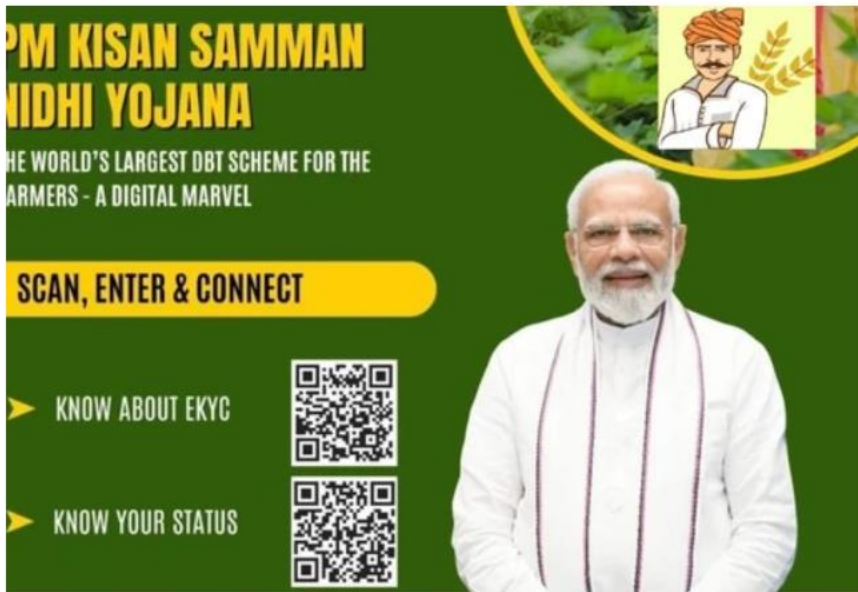 PM KISAN SAMMAN
NIDHI YOJANA
HE WORLD'S LARGEST DBT SCHEME FOR THE
ARMERS - A DIGITAL MARVEL
SCAN, ENTER & CONNECT
KNOW ABOUT EKYC
KNOW YOUR STATUS